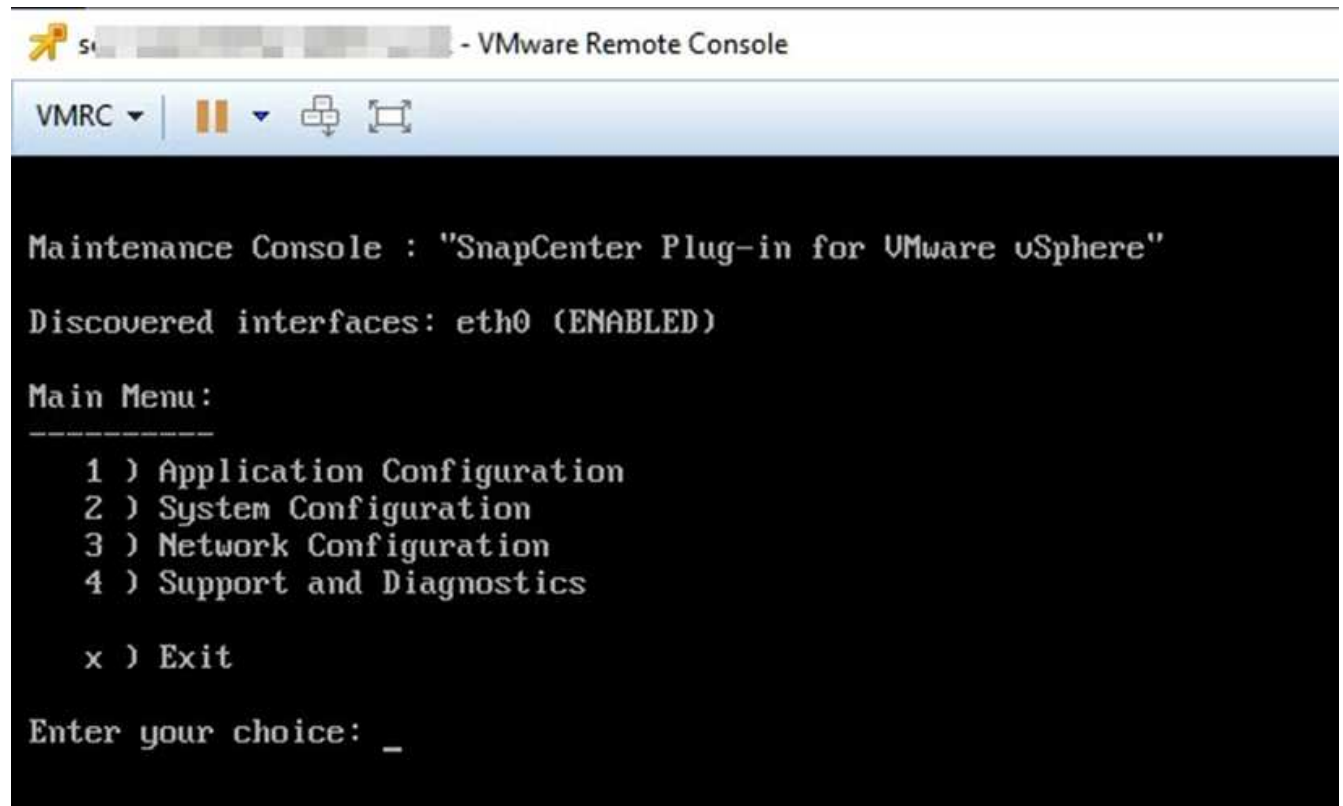 - VMware Remote Console
VMRC
Maintenance Console : "SnapCenter Plug-in for VMware vSphere"
Discovered interfaces: eth0 (ENABLED)
Main Menu:
----------
1 ) Application Configuration
2 ) System Configuration
3 ) Network Configuration
4 ) Support and Diagnostics
x ) Exit
Enter your choice: _